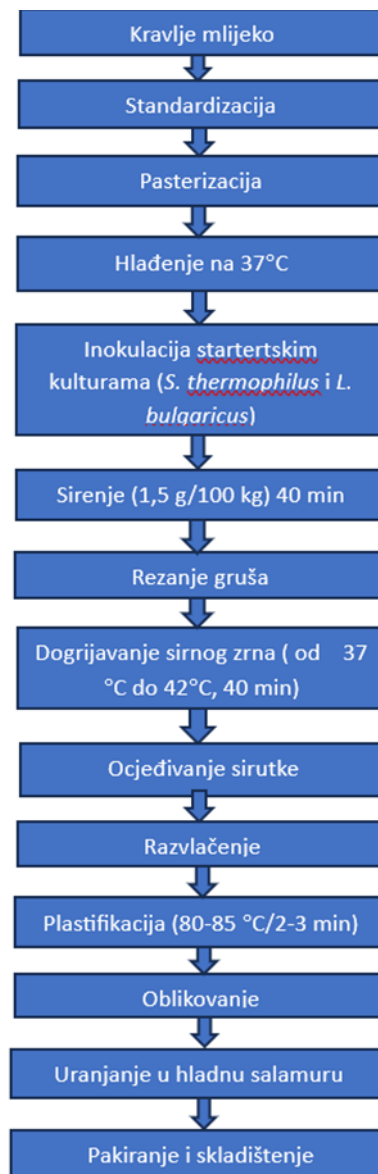 Kravlje mlijeko
Standardizacija
Pasterizacija
Hlađenje na 37°C
Inokulacija startertskim
kulturama (S. thermophilus i L.
bulgaricus)
Sirenje (1,5 g/100 kg) 40 min
Rezanje gruša
Dogrijavanje sirnog zrna ( od 37
°C do 42°C, 40 min)
Ocjeđivanje sirutke
Razvlačenje
Plastifikacija (80-85 °C/2-3 min)
Oblikovanje
Uranjanje u hladnu salamuru
Pakiranje i skladištenje